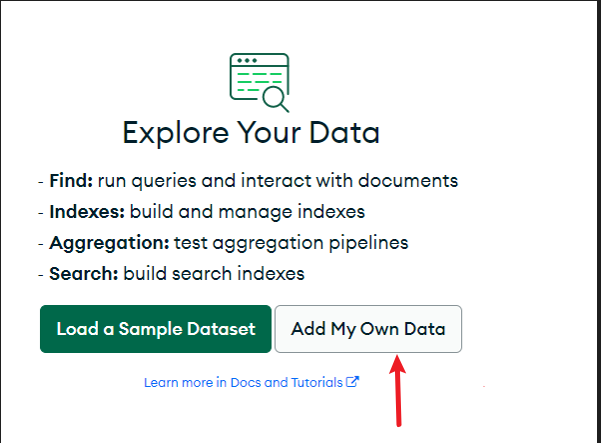 Explore Your Data
- Find: run queries and interact with documents
- Indexes: build and manage indexes
- Aggregation: test aggregation pipelines
- Search: build search indexes
Load a Sample Dataset
Add My Own Data
Learn more in Docs and Tutorials